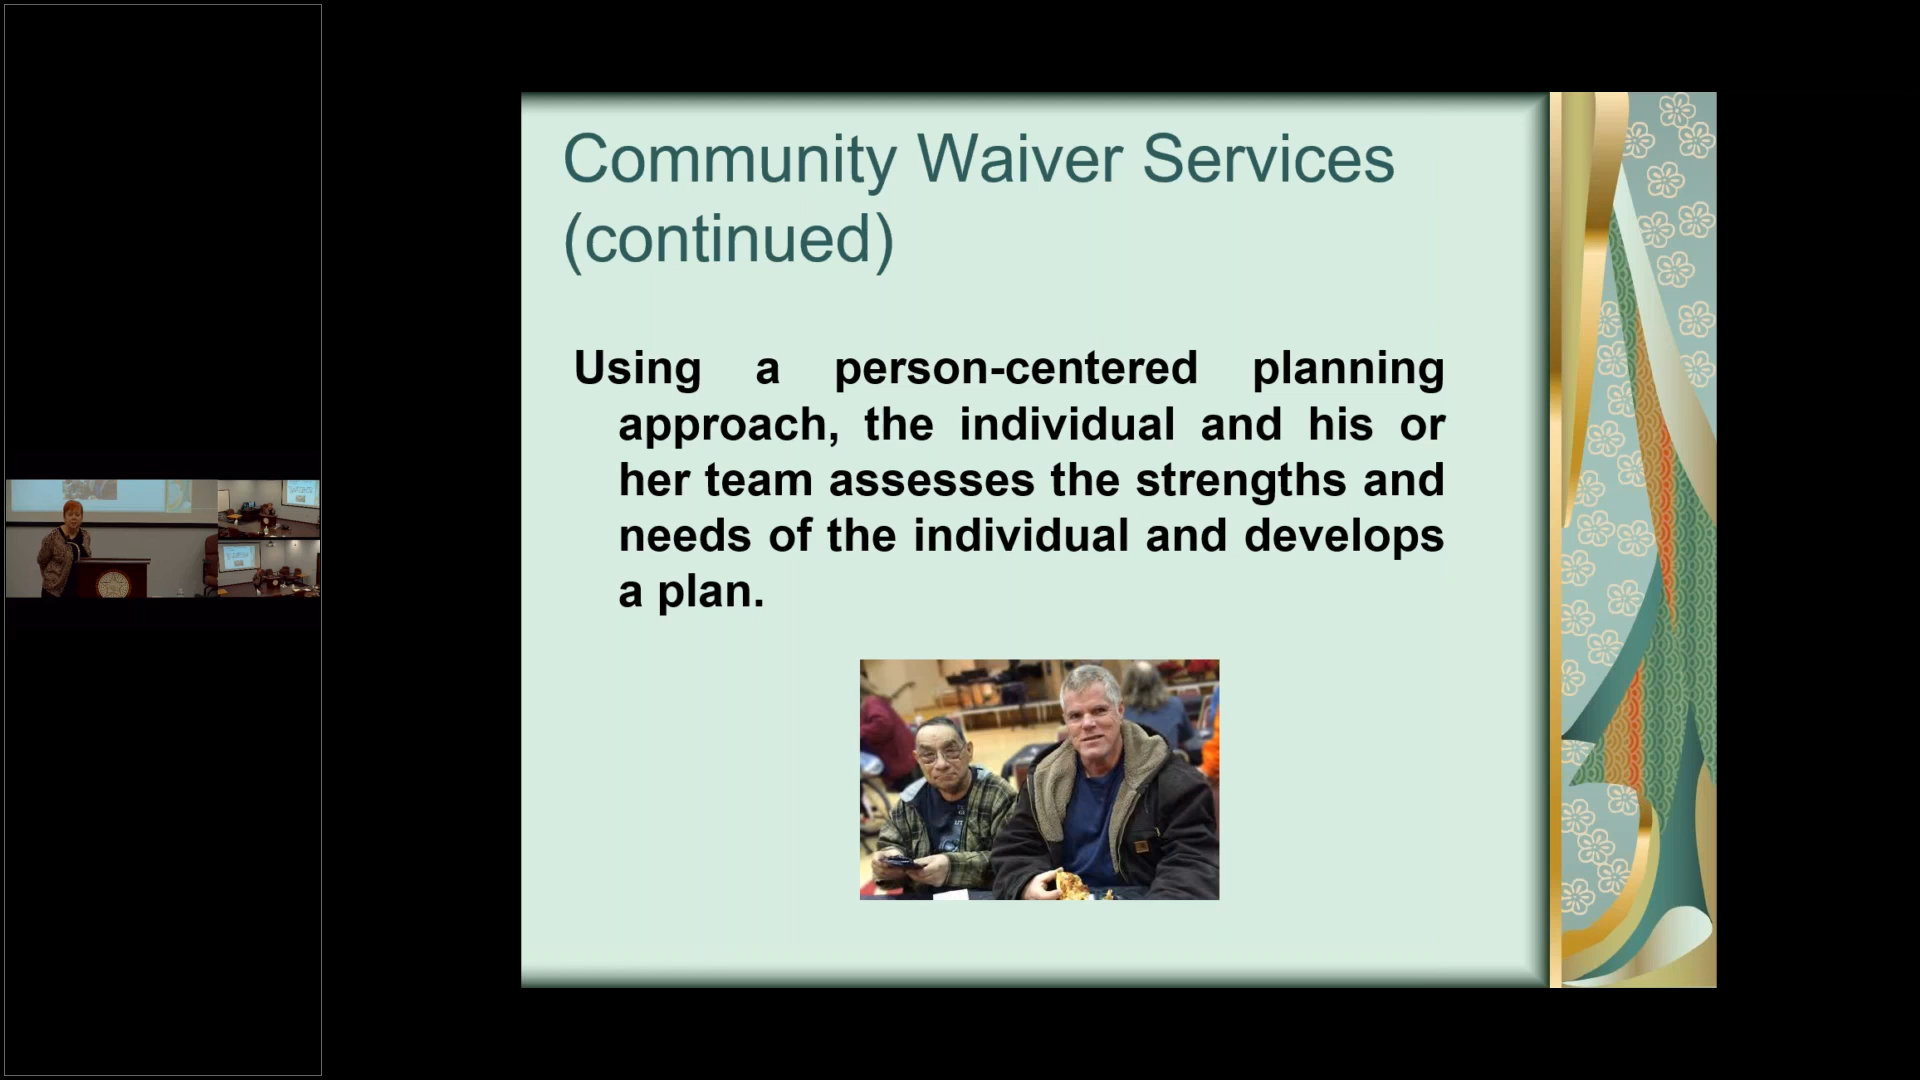 Community Waiver Services
(continued)
Using a person-centered planning
approach, the individual and his or
her team assesses the strengths and
needs of the individual and develops
a plan.